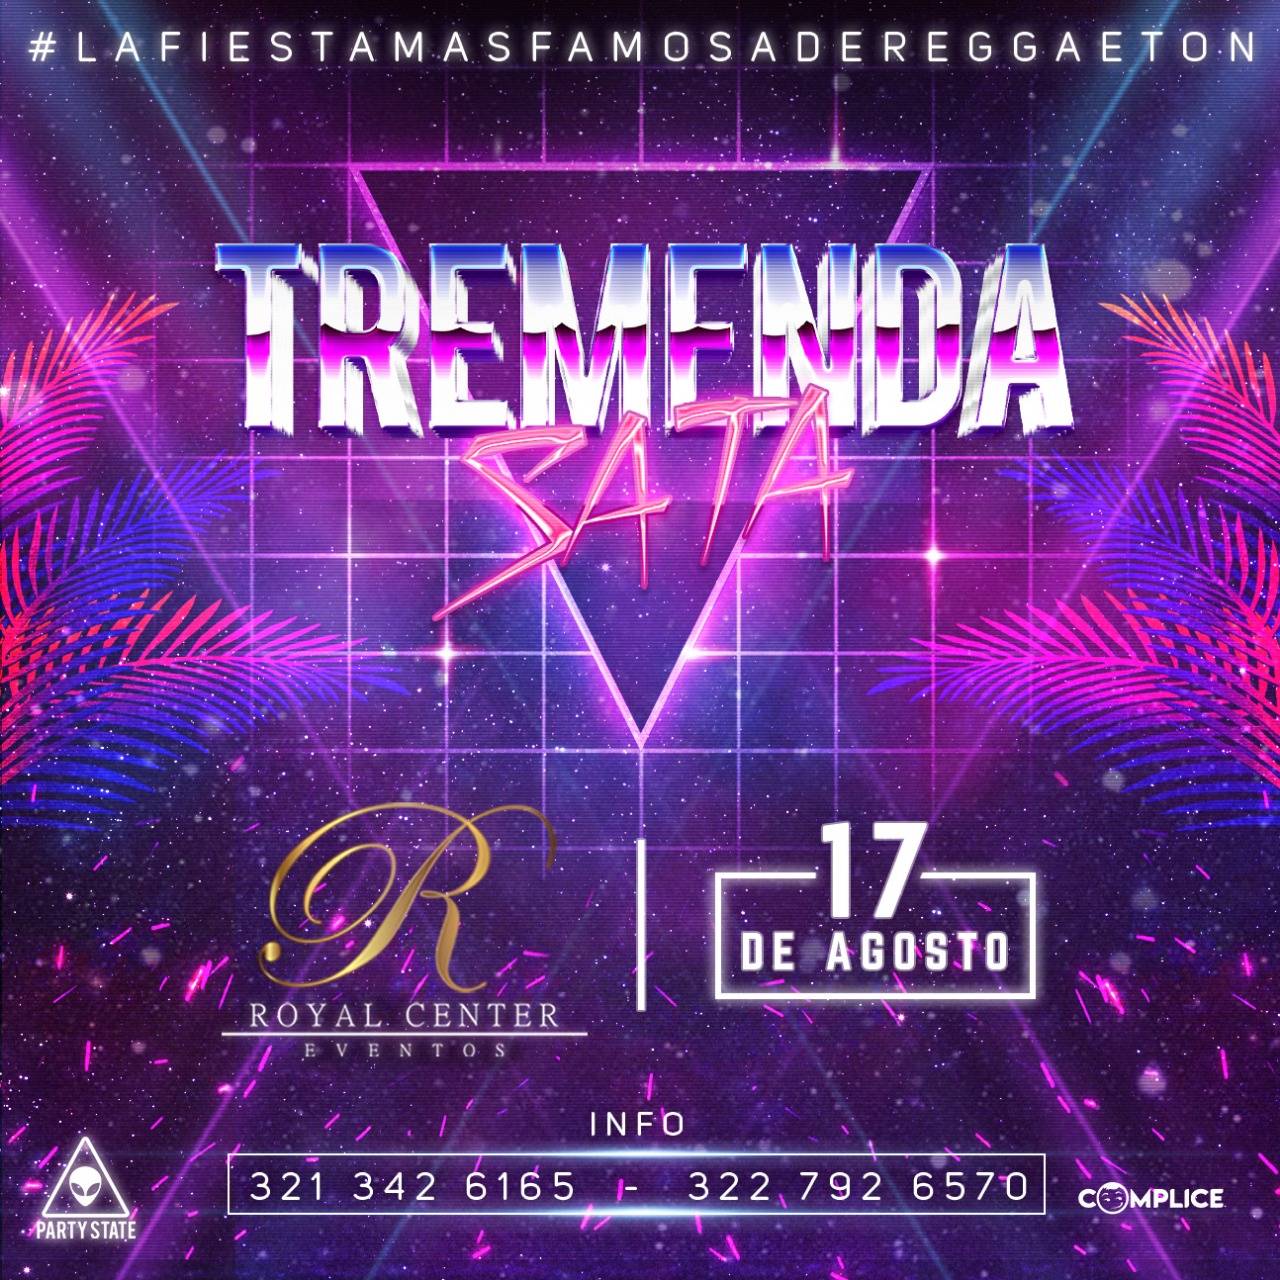 #LAFIESTAMASFAMOSADEREGGAETON
TREMENDA
SATA
R
ROYAL CENTER
EVENTOS
17
DE AGOSTO
INFO
321 342 6165 - 322 792 6570
PARTY STATE
COMPLICE